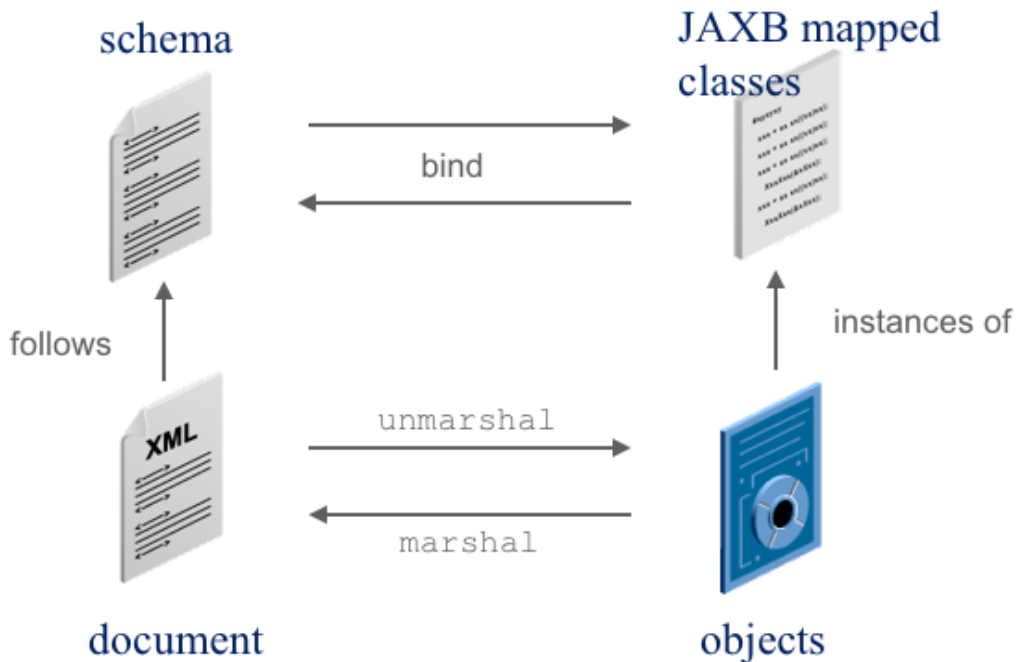 schema
JAXB mapped
classes
bind
follows
instances of
XML
unmarshal
marshal
document
objects